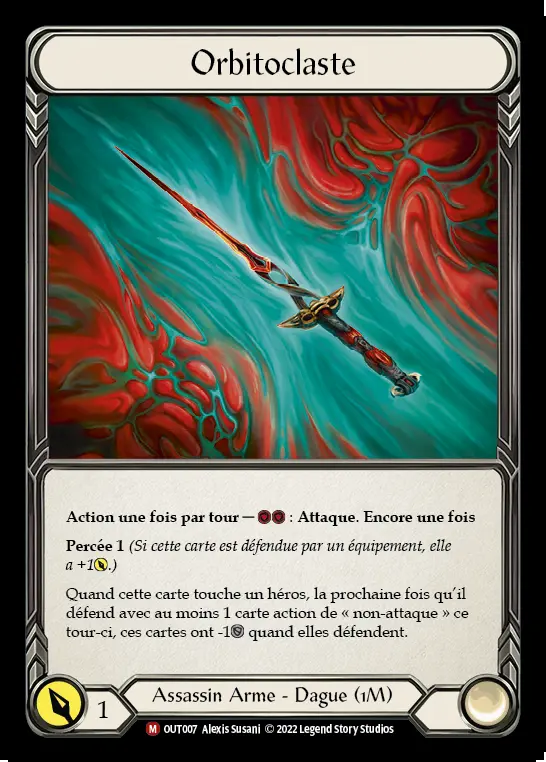 Orbitoclaste
Action une fois par tour — : Attaque. Encore une fois
Percée 1 (Si cette carte est défendue par un équipement, elle
a +1.)
Quand cette carte touche un héros, la prochaine fois qu’il
défend avec au moins 1 carte action de « non-attaque » ce
tour-ci, ces cartes ont -1 quand elles défendent.
1
Assassin Arme - Dague (1M)
M OUT007 Alexis Susani © 2022 Legend Story Studios